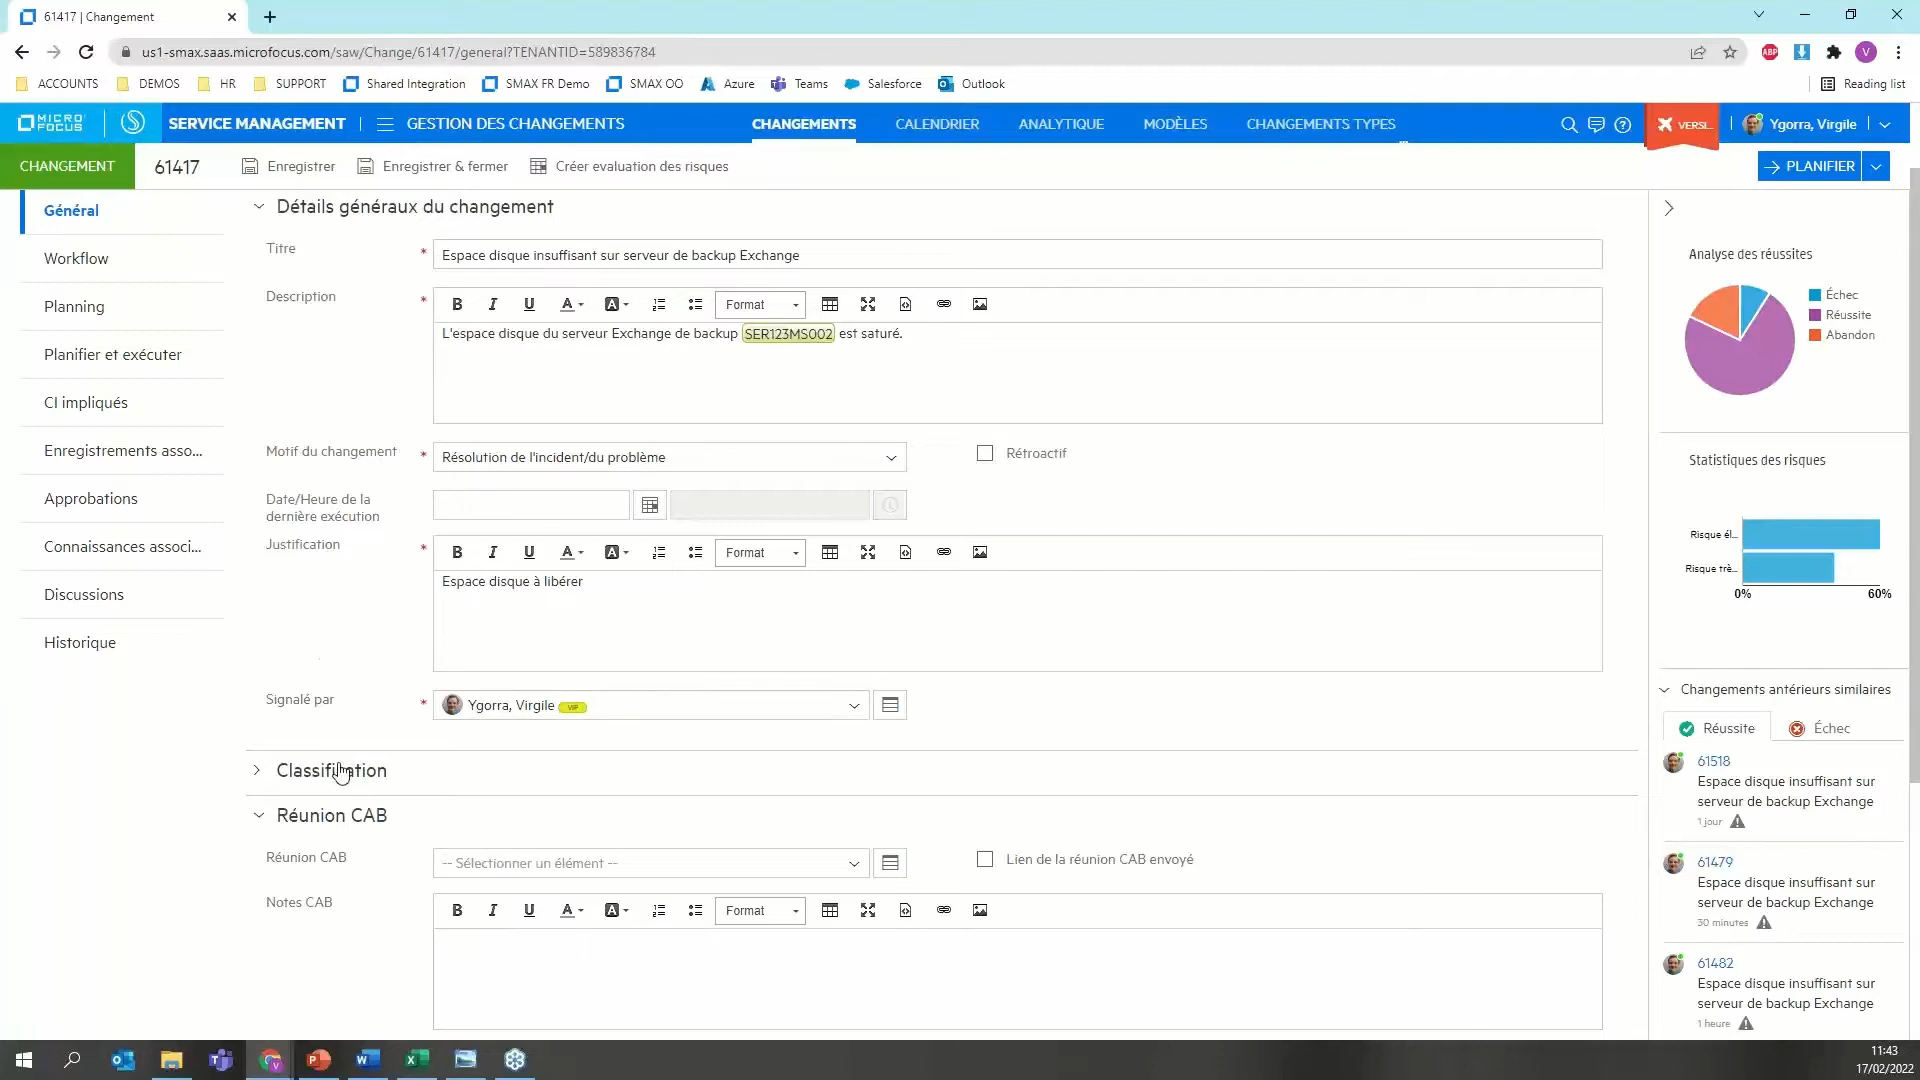 61417 | Changement
us1-smax.saas.microfocus.com/saw/Change/61417/general?TENANTID=589836784
ABP
V
ACCOUNTS DEMOS HR SUPPORT Shared Integration SMAX FR Demo SMAX OO Azure Teams Salesforce Outlook Reading list
MICRO FOCUS
SERVICE MANAGEMENT GESTION DES CHANGEMENTS CHANGEMENTS CALENDRIER ANALYTIQUE MODÈLES CHANGEMENTS TYPES VERSI... Ygorra, Virgile
CHANGEMENT 61417 Enregistrer Enregistrer & fermer Créer evaluation des risques PLANIFIER
Général
Workflow
Planning
Planifier et exécuter
CI impliqués
Enregistrements asso...
Approbations
Connaissances associ...
Discussions
Historique
Détails généraux du changement
Titre * Espace disque insuffisant sur serveur de backup Exchange
Description *
B I U A A Format
L'espace disque du serveur Exchange de backup SER123MS002 est saturé.
Motif du changement * Résolution de l'incident/du problème Rétroactif
Date/Heure de la
dernière exécution
Justification *
B I U A A Format
Espace disque à libérer
Signalé par * Ygorra, Virgile VIP
Classification
Réunion CAB
Réunion CAB -- Sélectionner un élément -- Lien de la réunion CAB envoyé
Notes CAB
B I U A A Format
Analyse des réussites
Échec
Réussite
Abandon
Statistiques des risques
Risque él...
Risque trè...
0% 60%
Changements antérieurs similaires
Réussite Échec
61518
Espace disque insuffisant sur
serveur de backup Exchange
1 jour
61479
Espace disque insuffisant sur
serveur de backup Exchange
30 minutes
61482
Espace disque insuffisant sur
serveur de backup Exchange
1 heure
11:43
17/02/2022